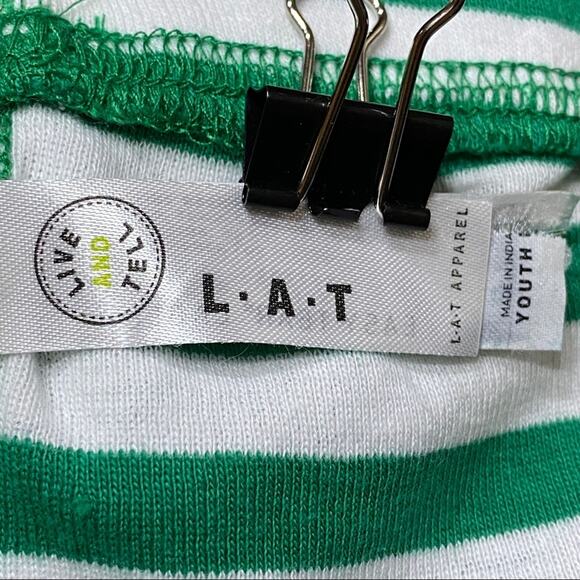 LIVE
AND
TELL
L·A·T
L·A·T APPAREL
MADE IN INDIA
YOUTH